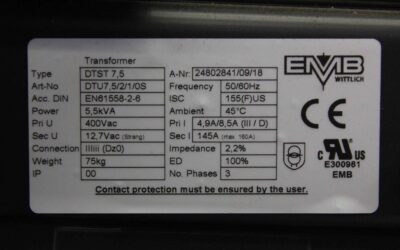 Transformer
EMB
WITTLICH
Type DTST 7,5 A-Nr: 24802841/09/18
Art-No DTU7,5/2/1/0S Frequency 50/60Hz
Acc. DIN EN61558-2-6 ISC 155(F)US
Power 5,5kVA Ambient 45°C
Pri U 400Vac Pri I 4,9A/8,5A (III / D)
Sec U 12,7Vac (Strang) Sec I 145A (max. 160A)
Connection IIIiii (Dz0) Impedance 2,2%
Weight 75kg ED 100%
IP 00 No. Phases 3
CE
C RU US
E300981
EMB
Contact protection must be ensured by the user.